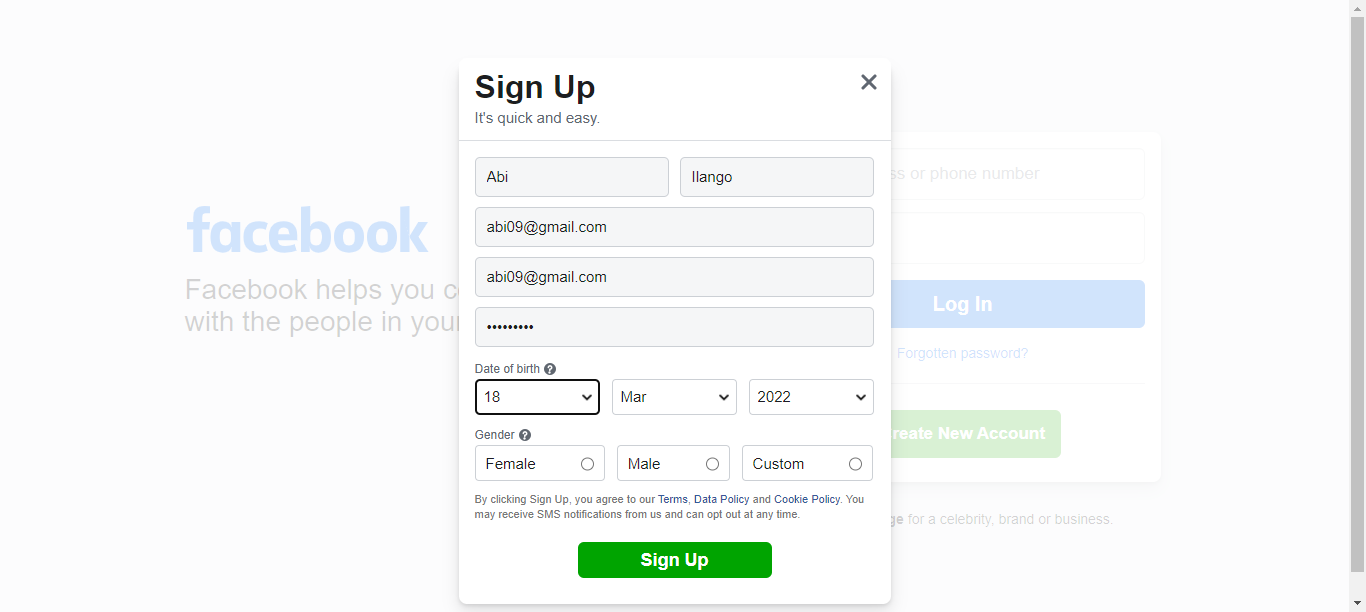 Sign Up
It's quick and easy.
Abi Ilango
abi09@gmail.com
abi09@gmail.com
•••••••••
Date of birth
18 Mar 2022
Gender
Female Male Custom
By clicking Sign Up, you agree to our Terms, Data Policy and Cookie Policy. You
may receive SMS notifications from us and can opt out at any time.
Sign Up
facebook
Facebook helps you
with the people in
or phone number
Log In
Forgotten password?
New Account
for a celebrity, brand or business.